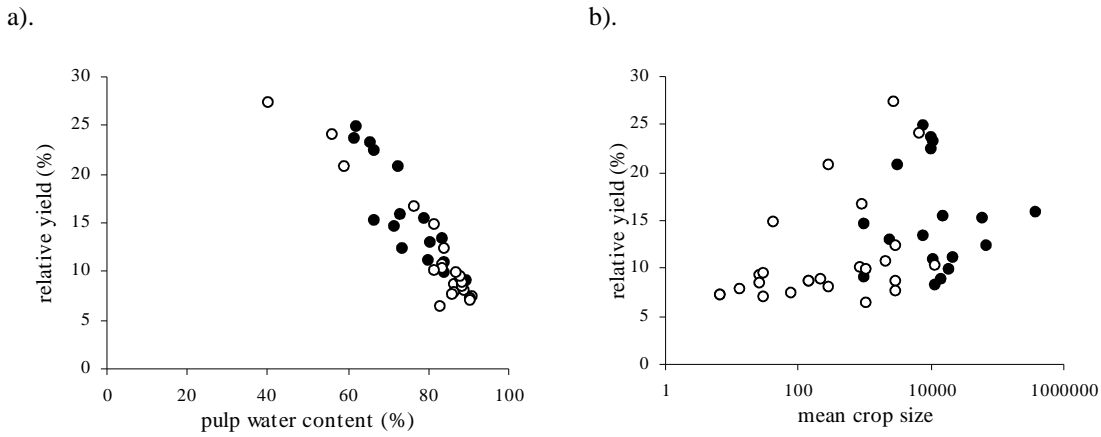 a).
b).
30
25
20
15
10
5
0
relative yield (%)
0 20 40 60 80 100
pulp water content (%)
30
25
20
15
10
5
0
relative yield (%)
1 100 10000 1000000
mean crop size